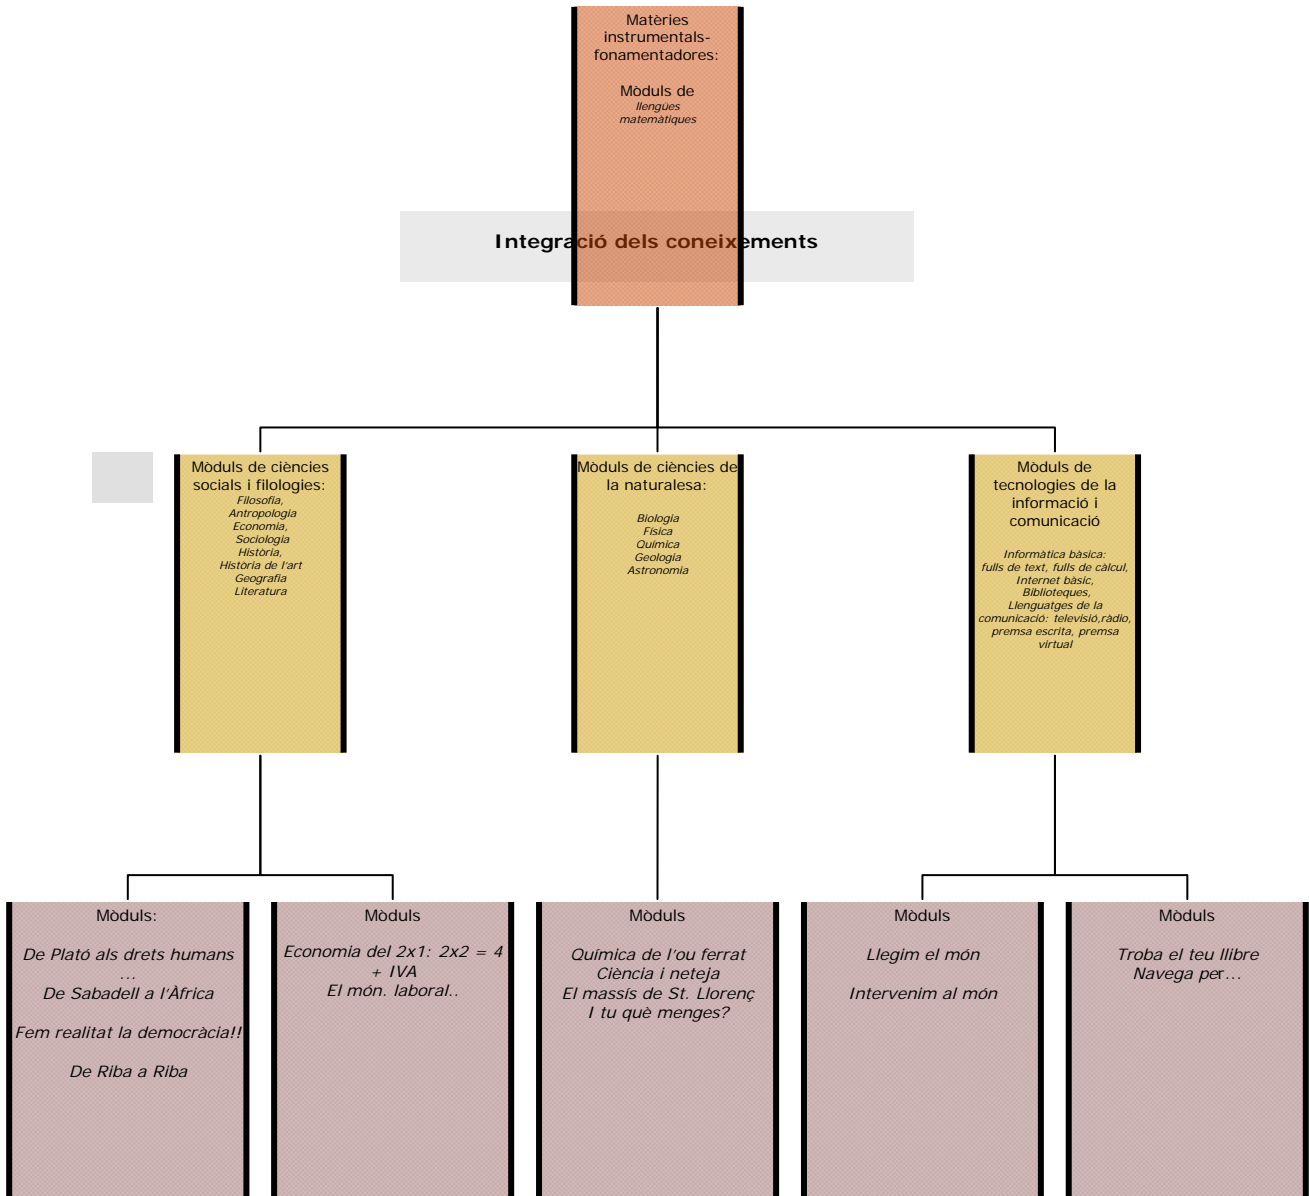 Matèries
instrumentals-
fonamentadores:
Mòduls de
llengües
matemàtiques
Integració dels coneixements
Mòduls de ciències
socials i filologies:
Filosofia,
Antropologia
Economia,
Sociologia
Història,
Història de l'art
Geografia
Literatura
Mòduls de ciències de
la naturalesa:
Biologia
Física
Química
Geologia
Astronomia
Mòduls de
tecnologies de la
informació i
comunicació
Informàtica bàsica:
fulls de text, fulls de càlcul,
Internet bàsic,
Biblioteques,
Llenguatges de la
comunicació: televisió,ràdio,
premsa escrita, premsa
virtual
Mòduls:
De Plató als drets humans
...
De Sabadell a l'Àfrica
Fem realitat la democràcia!!
De Riba a Riba
Mòduls
Economia del 2x1: 2x2 = 4
+ IVA
El món. laboral..
Mòduls
Química de l'ou ferrat
Ciència i neteja
El massís de St. Llorenç
I tu què menges?
Mòduls
Llegim el món
Intervenim al món
Mòduls
Troba el teu llibre
Navega per...